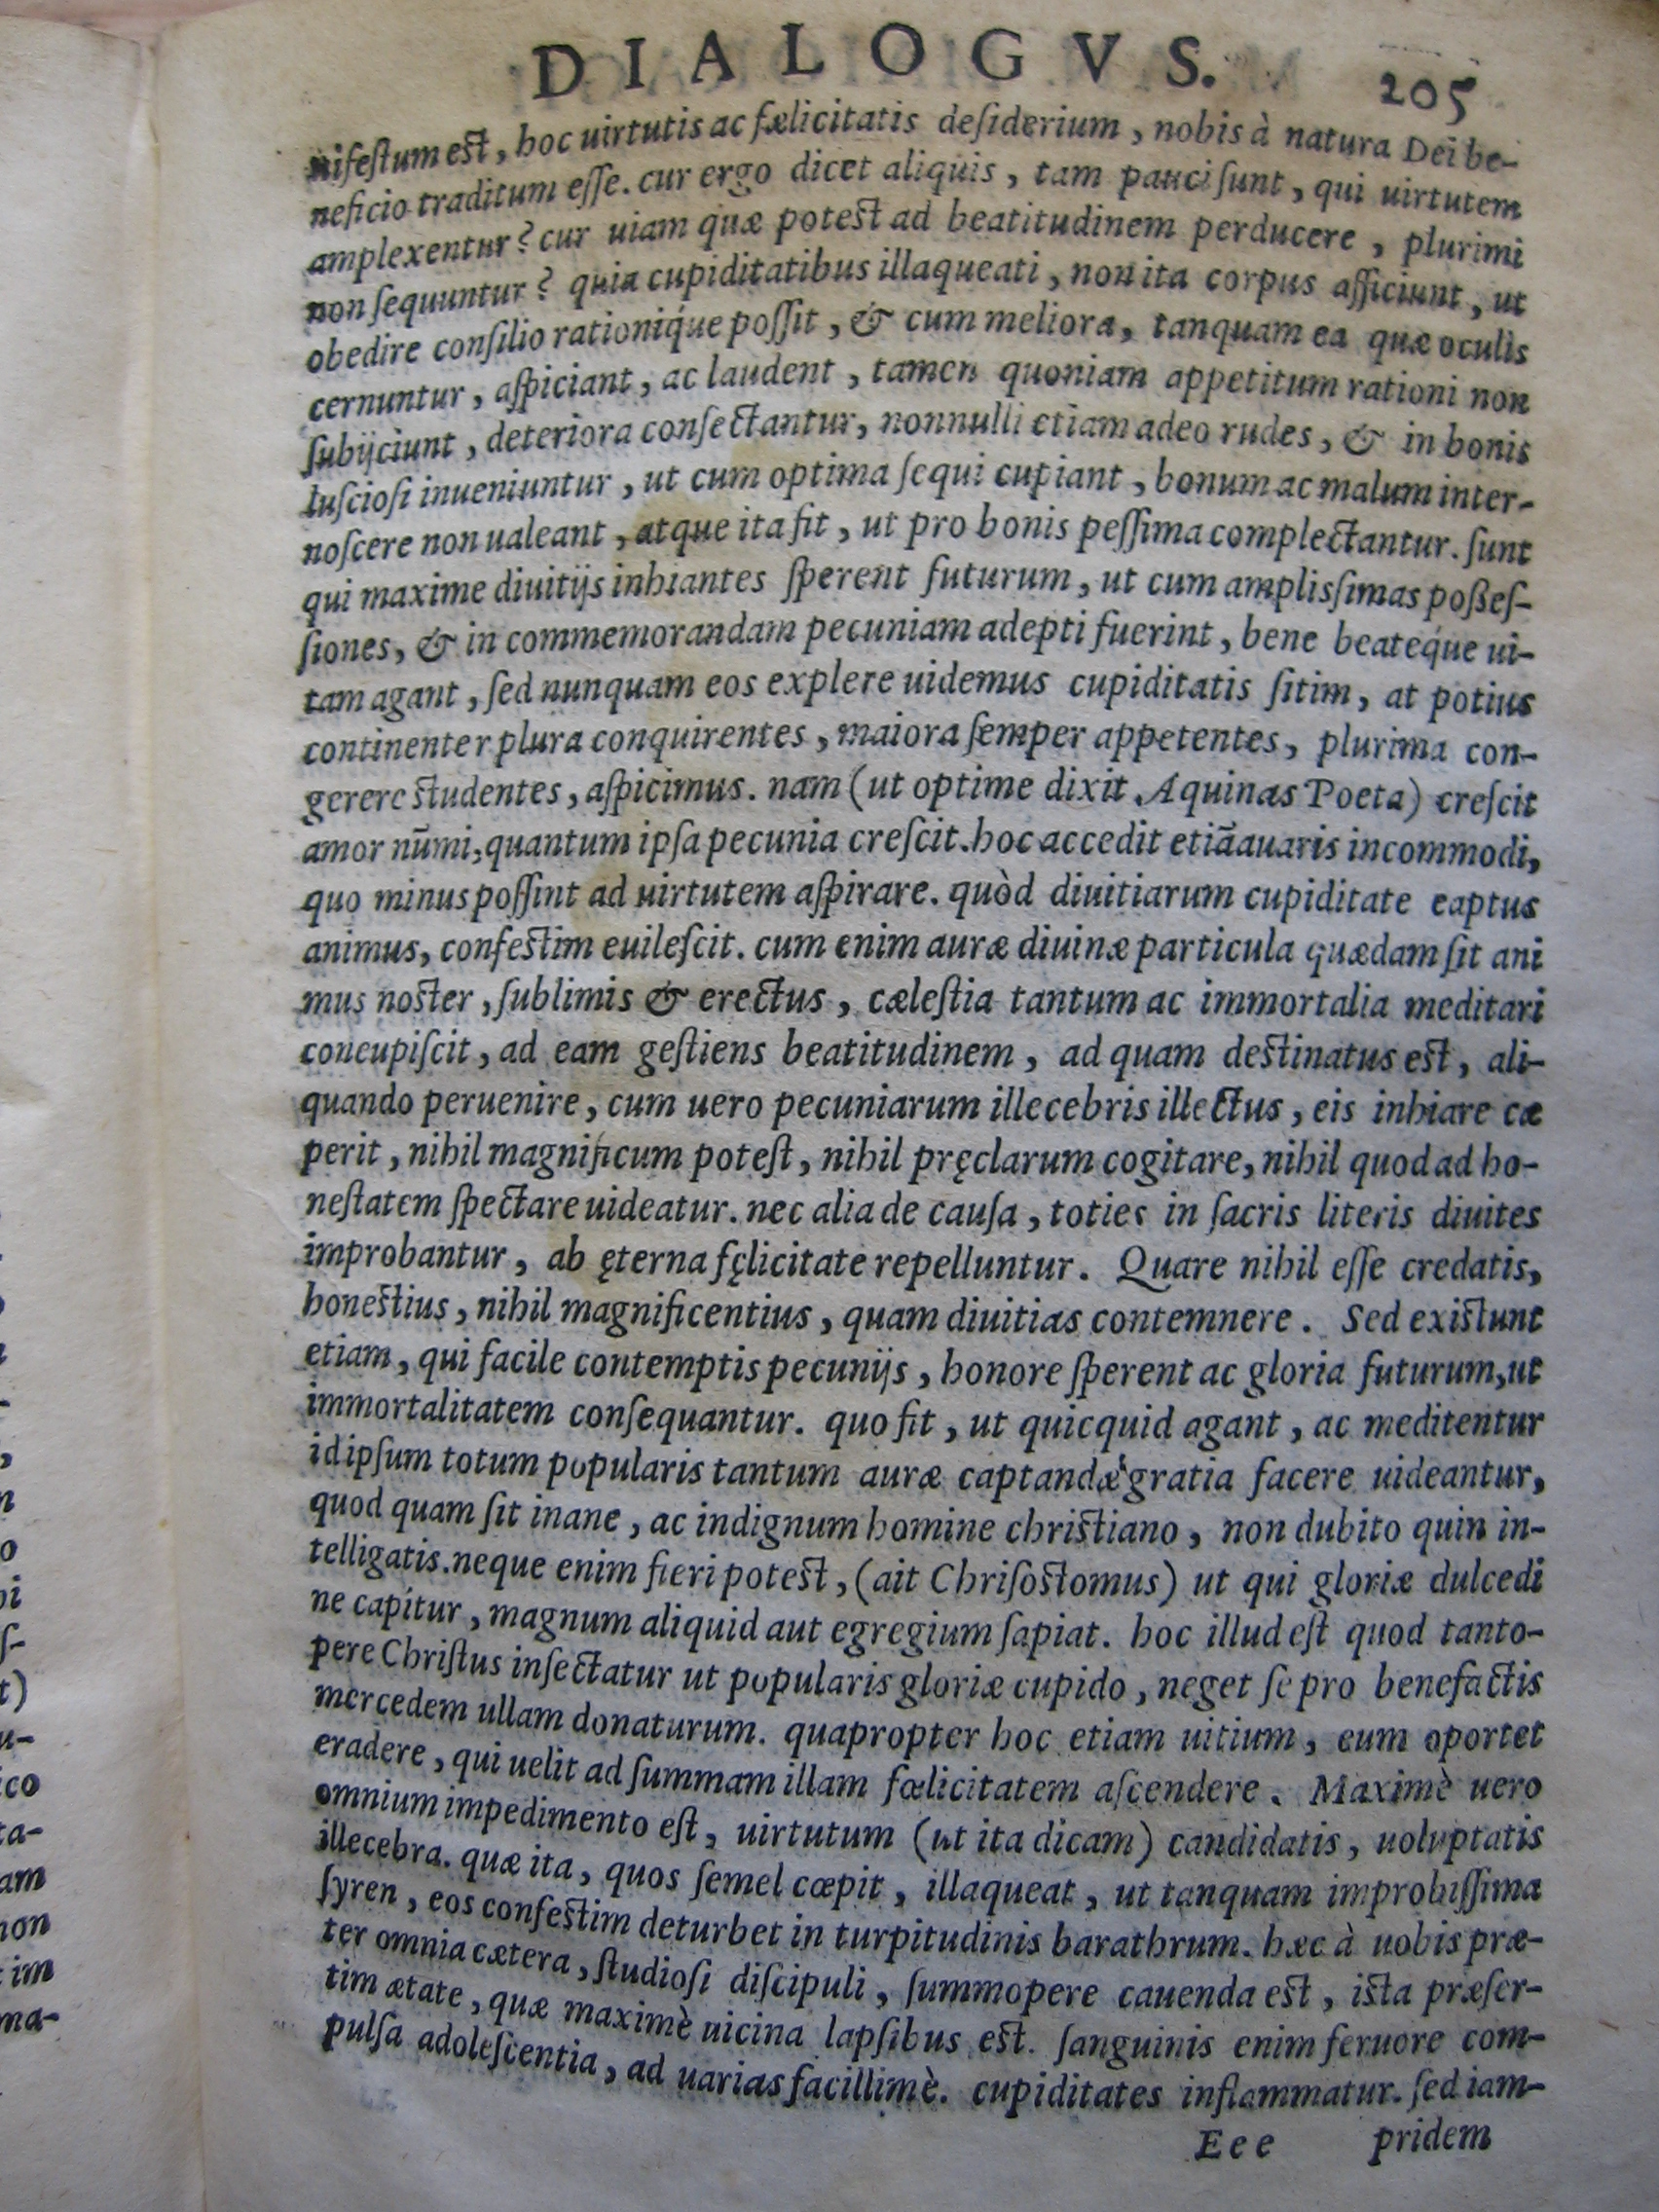 DIALOGVS. 205
nifestum est, hoc uirtutis ac fælicitatis desiderium, nobis à natura Dei be-
neficio traditum esse. cur ergo dicet aliquis, tam pauci sunt, qui uirtutem
amplexentur? cur uiam quæ potest ad beatitudinem perducere, plurimi
non sequuntur? quia cupiditatibus illaqueati, non ita corpus afficiunt, ut
obedire consilio rationiq́ue possit, & cum meliora, tanquam ea quæ oculis
cernuntur, aspiciant, ac laudent, tamen quoniam appetitum rationi non
subijciunt, deteriora consectantur, nonnulli etiam adeo rudes, & in bonis
lusciosi inueniuntur, ut cum optima sequi cupiant, bonum ac malum inter-
noscere non ualeant, atque ita fit, ut pro bonis pessima complectantur. sunt
qui maxime diuitijs inhiantes sperent futurum, ut cum amplissimas posses-
siones, & in commemorandam pecuniam adepti fuerint, bene beateq́ue ui-
tam agant, sed nunquam eos explere uidemus cupiditatis sitim, at potius
continenter plura conquirentes, maiora semper appetentes, plurima con-
gerere studentes, aspicimus. nam (ut optime dixit Aquinas Poeta) crescit
amor nūmi, quantum ipsa pecunia crescit. hoc accedit etiā auaris incommodi,
quo minus possint ad uirtutem aspirare. quòd diuitiarum cupiditate captus
animus, confestim euilescit. cum enim auræ diuinæ particula quædam sit ani
mus noster, sublimis & erectus, cælestia tantum ac immortalia meditari
concupiscit, ad eam gestiens beatitudinem, ad quam destinatus est, ali-
quando peruenire, cum uero pecuniarum illecebris illectus, eis inhiare cæ
perit, nihil magnificum potest, nihil pręclarum cogitare, nihil quod ad ho-
nestatem spectare uideatur. nec alia de causa, toties in sacris literis diuites
improbantur, ab ęterna fęlicitate repelluntur. Quare nihil esse credatis,
honestius, nihil magnificentius, quam diuitias contemnere. Sed existunt
etiam, qui facile contemptis pecunijs, honore sperent ac gloria futurum, ut
immortalitatem consequantur. quo fit, ut quicquid agant, ac meditentur
id ipsum totum popularis tantum auræ captandæ gratia facere uideantur,
quod quam sit inane, ac indignum homine christiano, non dubito quin in-
telligatis. neque enim fieri potest, (ait Chrisostomus) ut qui gloriæ dulcedi
ne capitur, magnum aliquid aut egregium sapiat. hoc illud est quod tanto-
pere Christus insectatur ut popularis gloriæ cupido, neget se pro benefactis
mercedem ullam donaturum. quapropter hoc etiam uitium, eum oportet
eradere, qui uelit ad summam illam fœlicitatem ascendere. Maximè uero
omnium impedimento est, uirtutum (ut ita dicam) candidatis, uoluptatis
illecebra. quæ ita, quos semel cœpit, illaqueat, ut tanquam improbissima
syren, eos confestim deturbet in turpitudinis barathrum. hæc à uobis præ-
ter omnia cætera, studiosi discipuli, summopere cauenda est, ista præser-
tim ætate, quæ maximè uicina lapsibus est. sanguinis enim feruore com-
pulsa adolescentia, ad uarias facillimè. cupiditates inflammatur. sed iam-
Eee pridem